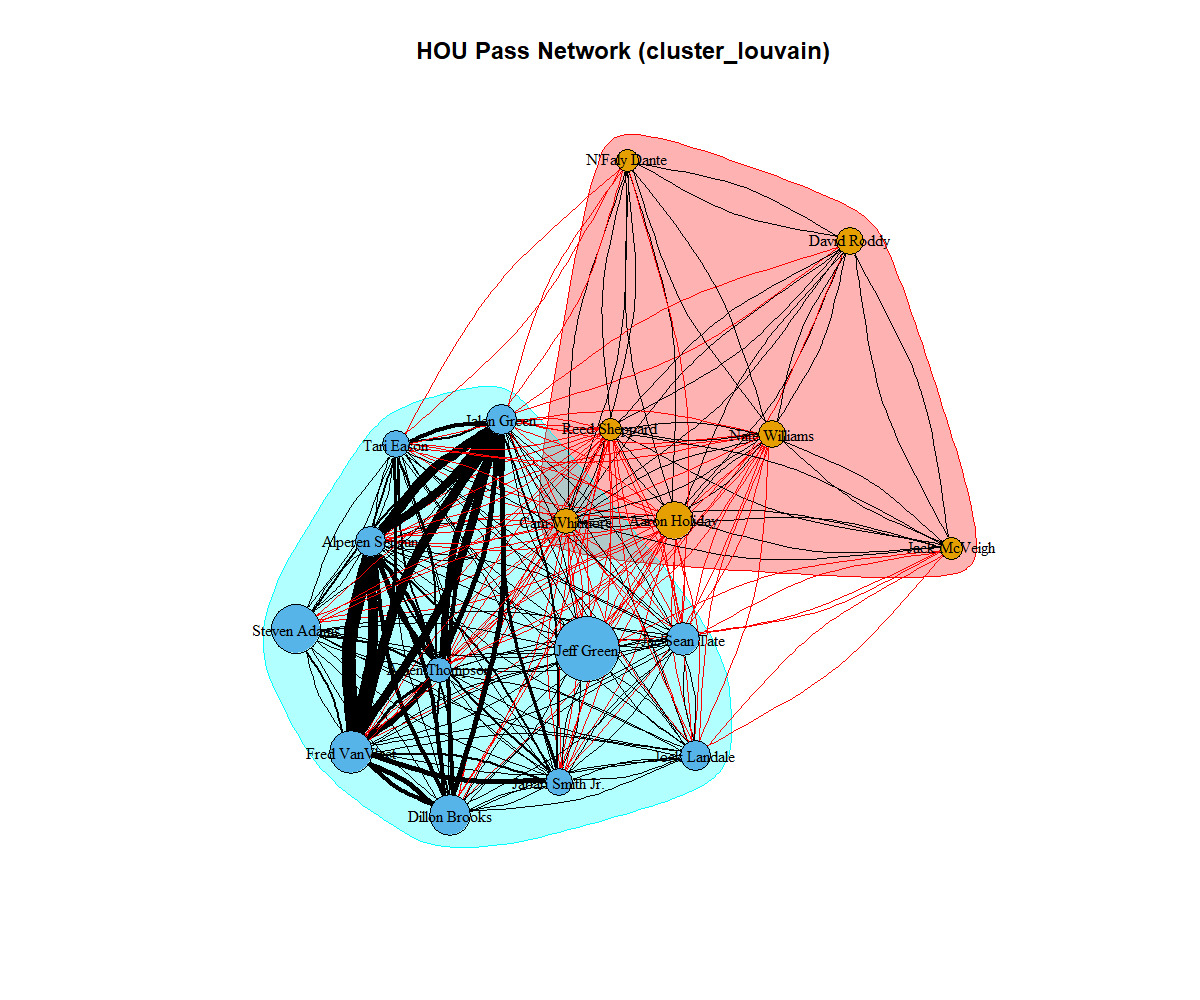 HOU Pass Network (cluster_louvain)
N'Faly Dante
David Roddy
Jalen Green
Reed Sheppard
Nate Williams
Tari Eason
Cam Whitmore
Aaron Holiday
Alperen Sengun
Jack McVeigh
Steven Adams
Jae'Sean Tate
Jeff Green
Amen Thompson
Fred VanVleet
Jock Landale
Jabari Smith Jr.
Dillon Brooks